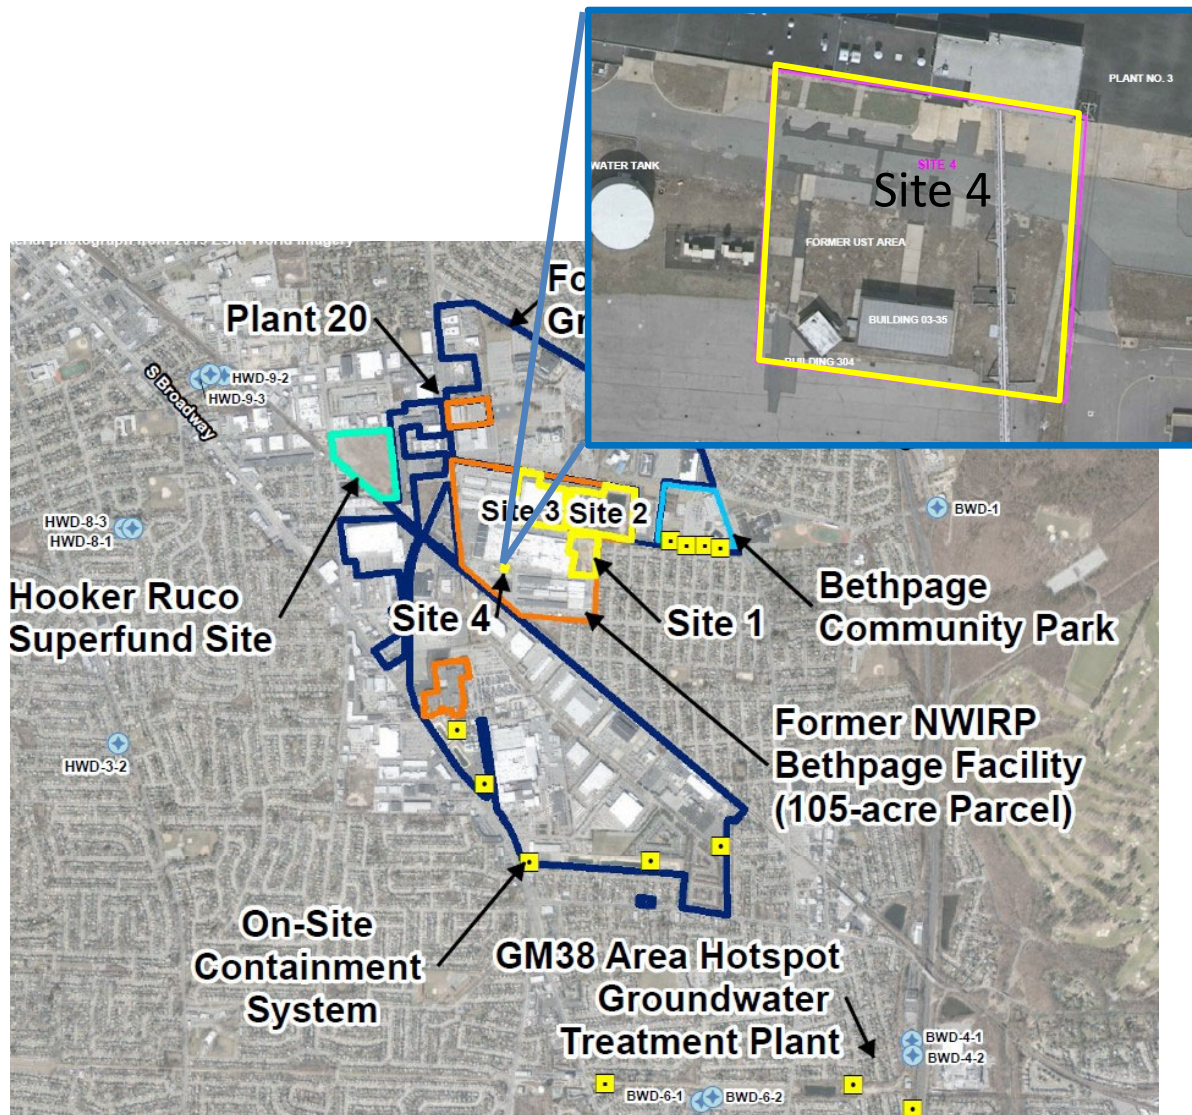 PLANT NO. 3
WATER TANK
SITE 4
Site 4
FORMER UST AREA
BUILDING 03-35
BUILDING 304
Plant 20
HWD-9-2
HWD-9-3
S Broadway
HWD-8-3
HWD-8-1
Site 3
Site 2
BWD-1
Hooker Ruco
Superfund Site
Site 4
Site 1
Bethpage
Community Park
HWD-3-2
Former NWIRP
Bethpage Facility
(105-acre Parcel)
On-Site
Containment
System
GM38 Area Hotspot
Groundwater
Treatment Plant
BWD-4-1
BWD-4-2
BWD-6-1
BWD-6-2